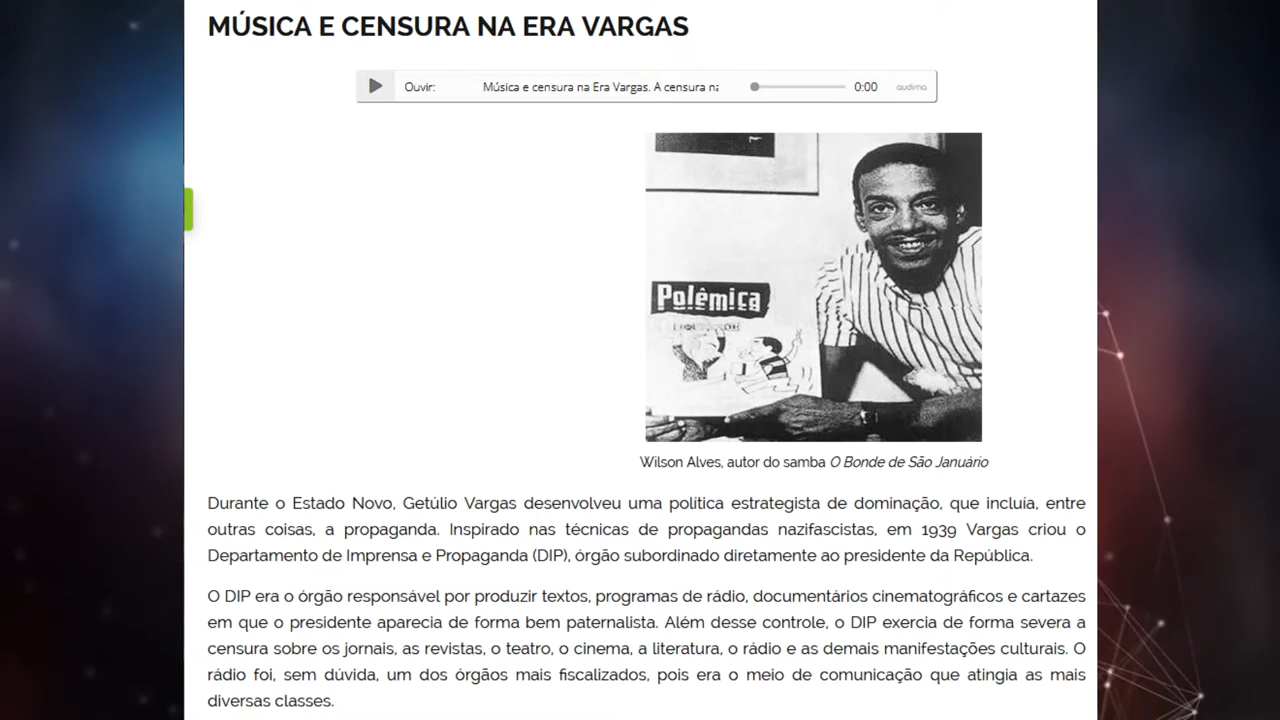 MÚSICA E CENSURA NA ERA VARGAS
Ouvir: Música e censura na Era Vargas. A censura na 0:00 audima
Polêmica
Wilson Alves, autor do samba O Bonde de São Januário
Durante o Estado Novo, Getúlio Vargas desenvolveu uma política estrategista de dominação, que incluía, entre
outras coisas, a propaganda. Inspirado nas técnicas de propagandas nazifascistas, em 1939 Vargas criou o
Departamento de Imprensa e Propaganda (DIP), órgão subordinado diretamente ao presidente da República.
O DIP era o órgão responsável por produzir textos, programas de rádio, documentários cinematográficos e cartazes
em que o presidente aparecia de forma bem paternalista. Além desse controle, o DIP exercia de forma severa a
censura sobre os jornais, as revistas, o teatro, o cinema, a literatura, o rádio e as demais manifestações culturais. O
rádio foi, sem dúvida, um dos órgãos mais fiscalizados, pois era o meio de comunicação que atingia as mais
diversas classes.